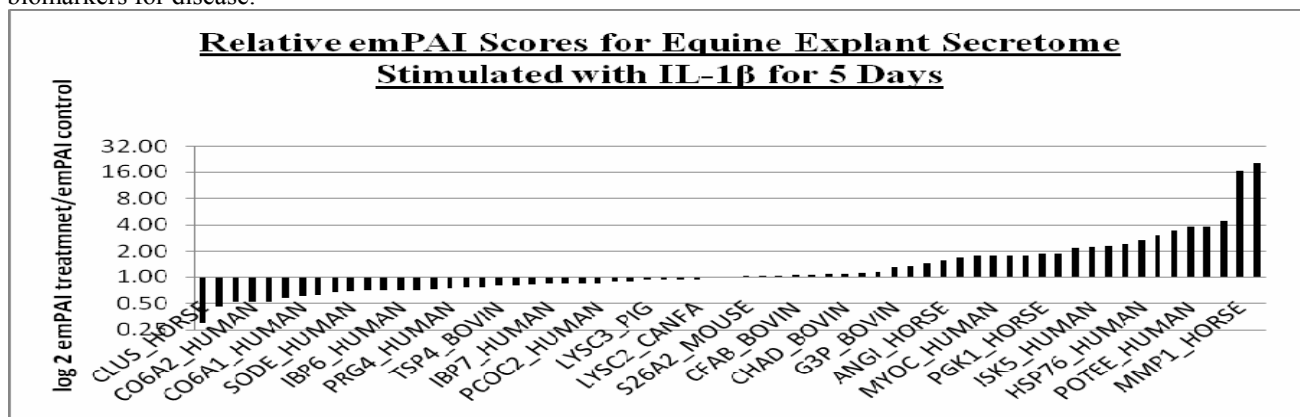 biomarkers for disease.
Relative emPAI Scores for Equine Explant Secretome
Stimulated with IL-1β for 5 Days
log 2 emPAI treatmnet/emPAI control
32.00
16.00
8.00
4.00
2.00
1.00
0.50
0.25
CLUS_HORSE
CO6A2_HUMAN
CO6A1_HUMAN
SODE_HUMAN
IBP6_HUMAN
PRG4_HUMAN
TSP4_BOVIN
IBP7_HUMAN
PCOC2_HUMAN
LYSC3_PIG
LYSC2_CANFA
S26A2_MOUSE
CFAB_BOVIN
CHAD_BOVIN
G3P_BOVIN
ANGI_HORSE
MYOC_HUMAN
PGK1_HORSE
ISK5_HUMAN
HSP76_HUMAN
POTEE_HUMAN
MMP1_HORSE